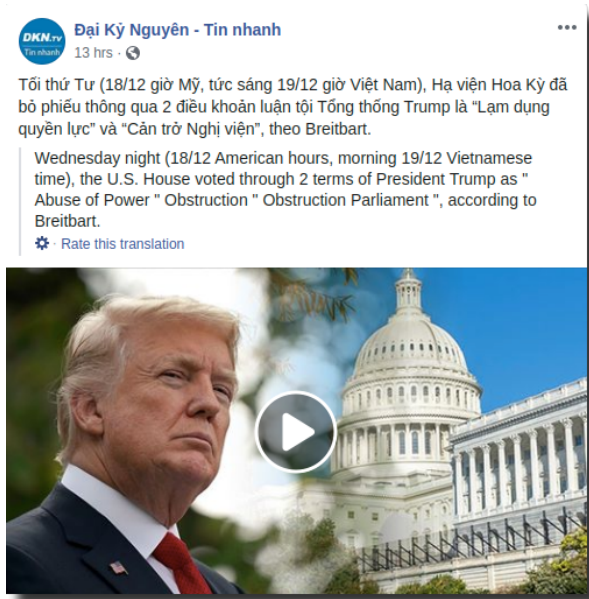 DKN.TV
Tin nhanh
Đại Kỷ Nguyên - Tin nhanh
13 hrs ·
Tối thứ Tư (18/12 giờ Mỹ, tức sáng 19/12 giờ Việt Nam), Hạ viện Hoa Kỳ đã
bỏ phiếu thông qua 2 điều khoản luận tội Tổng thống Trump là “Lạm dụng
quyền lực” và “Cản trở Nghị viện”, theo Breitbart.
Wednesday night (18/12 American hours, morning 19/12 Vietnamese
time), the U.S. House voted through 2 terms of President Trump as "
Abuse of Power " Obstruction " Obstruction Parliament ", according to
Breitbart.
· Rate this translation